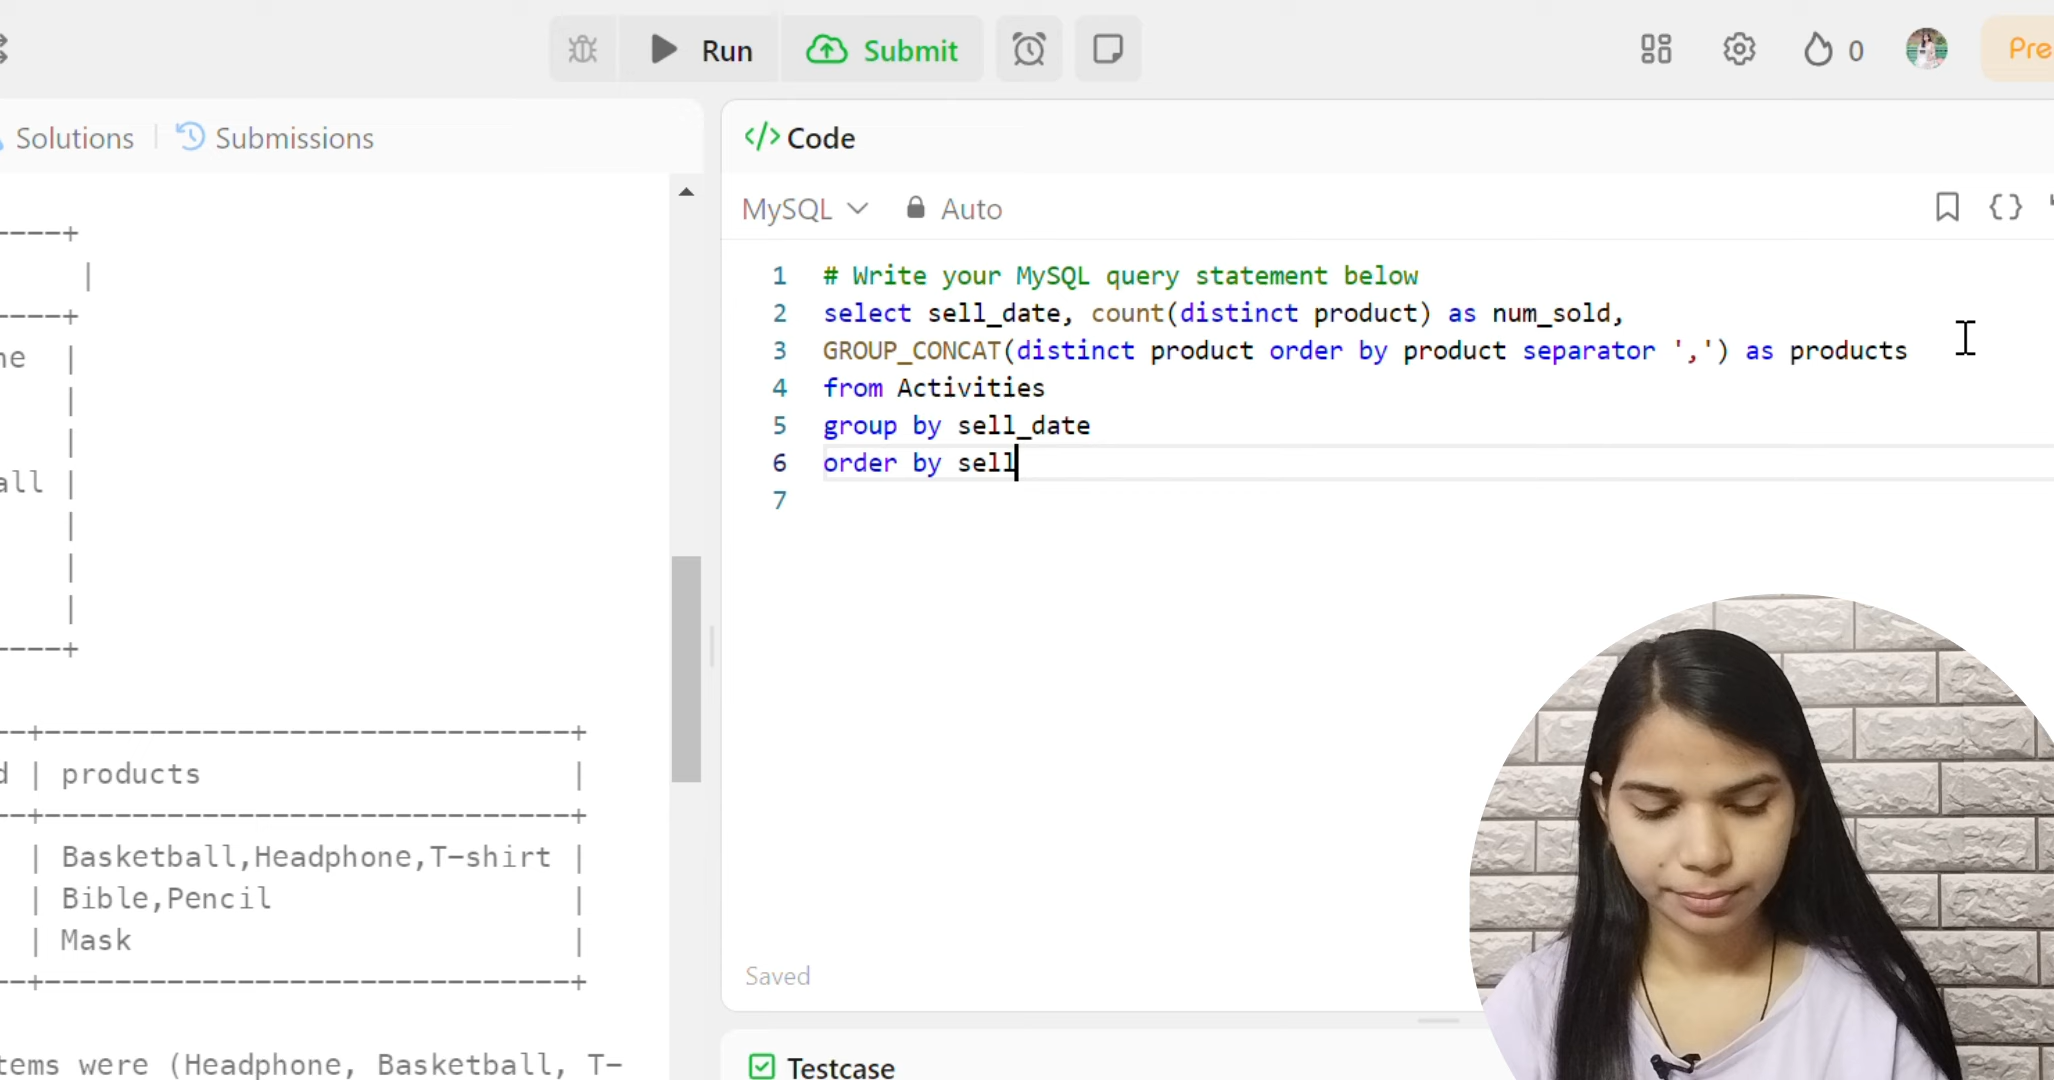 Run
Submit
0
Pre
Solutions
Submissions
----+
|
----+
ne |
|
|
all |
|
|
|
----+
--+-------------------------------+
d | products |
--+-------------------------------+
| Basketball,Headphone,T-shirt |
| Bible,Pencil |
| Mask |
--+-------------------------------+
tems were (Headphone, Basketball, T-
</> Code
MySQL Auto
{}
1 # Write your MySQL query statement below
2 select sell_date, count(distinct product) as num_sold,
3 GROUP_CONCAT(distinct product order by product separator ',') as products
4 from Activities
5 group by sell_date
6 order by sell
7
Saved
Testcase